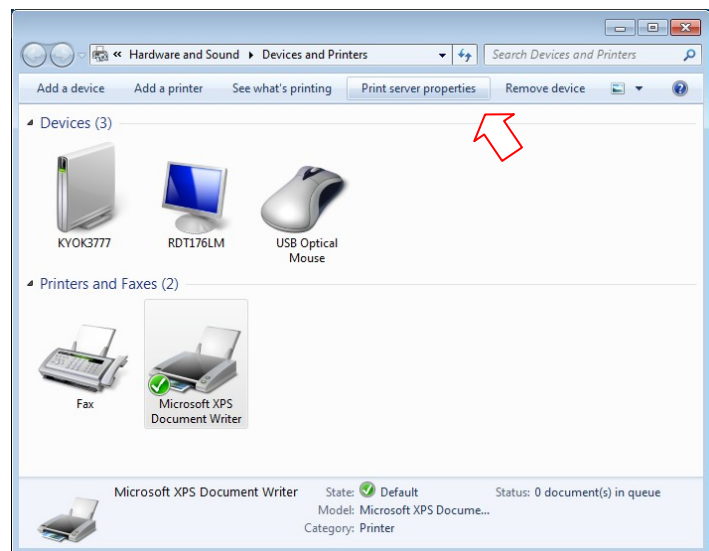 « Hardware and Sound ▸ Devices and Printers
Search Devices and Printers
Add a device Add a printer See what's printing Print server properties Remove device
Devices (3)
KYOK3777
RDT176LM
USB Optical
Mouse
Printers and Faxes (2)
Fax
Microsoft XPS
Document Writer
Microsoft XPS Document Writer State: Default Status: 0 document(s) in queue
Model: Microsoft XPS Docume...
Category: Printer